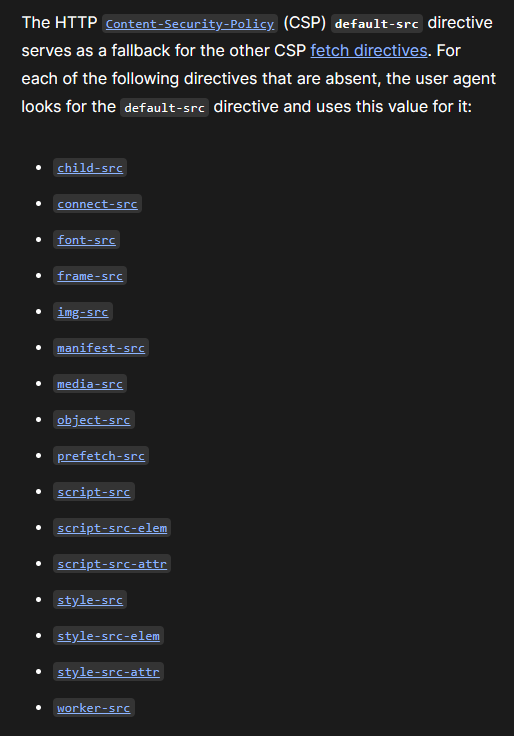 The HTTP Content-Security-Policy (CSP) default-src directive
serves as a fallback for the other CSP fetch directives. For
each of the following directives that are absent, the user agent
looks for the default-src directive and uses this value for it:
child-src
connect-src
font-src
frame-src
img-src
manifest-src
media-src
object-src
prefetch-src
script-src
script-src-elem
script-src-attr
style-src
style-src-elem
style-src-attr
worker-src